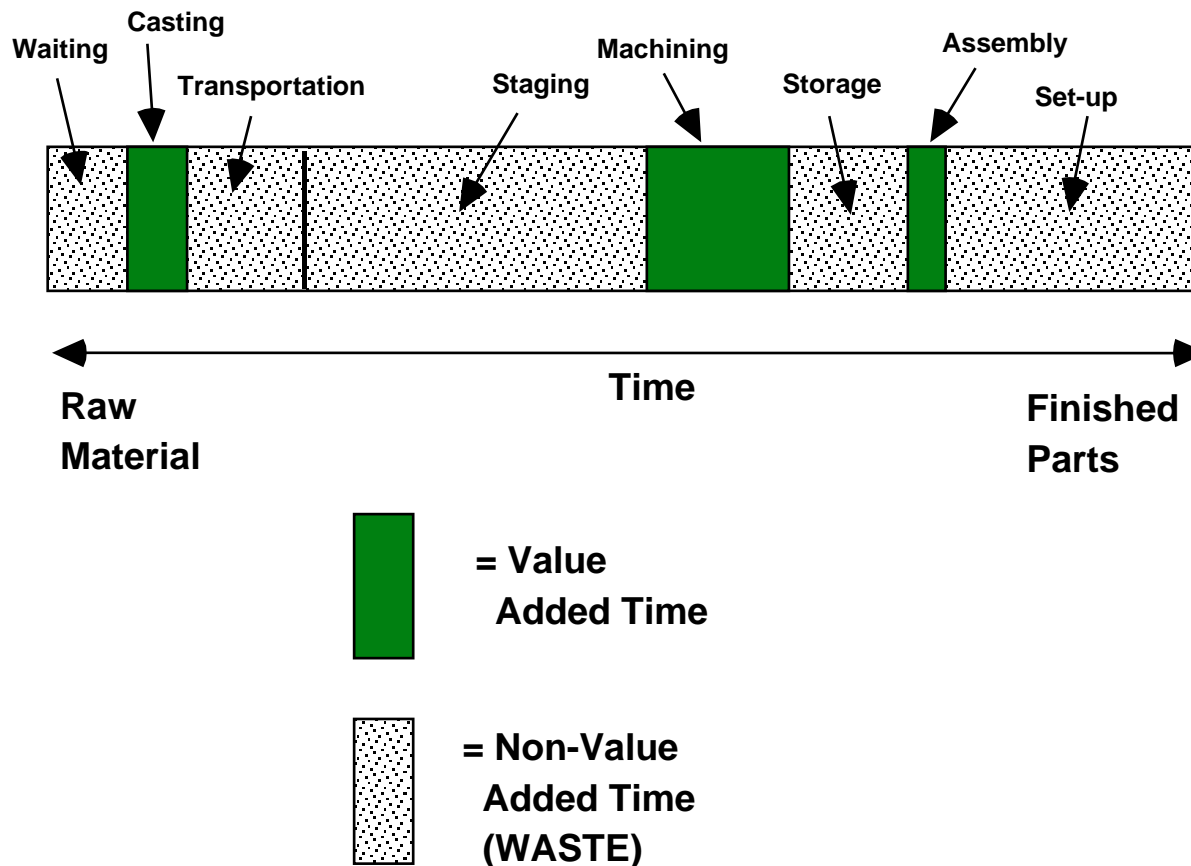 Casting
Waiting
Transportation
Staging
Machining
Storage
Assembly
Set-up
Time
Raw
Material
Finished
Parts
= Value
Added Time
= Non-Value
Added Time
(WASTE)